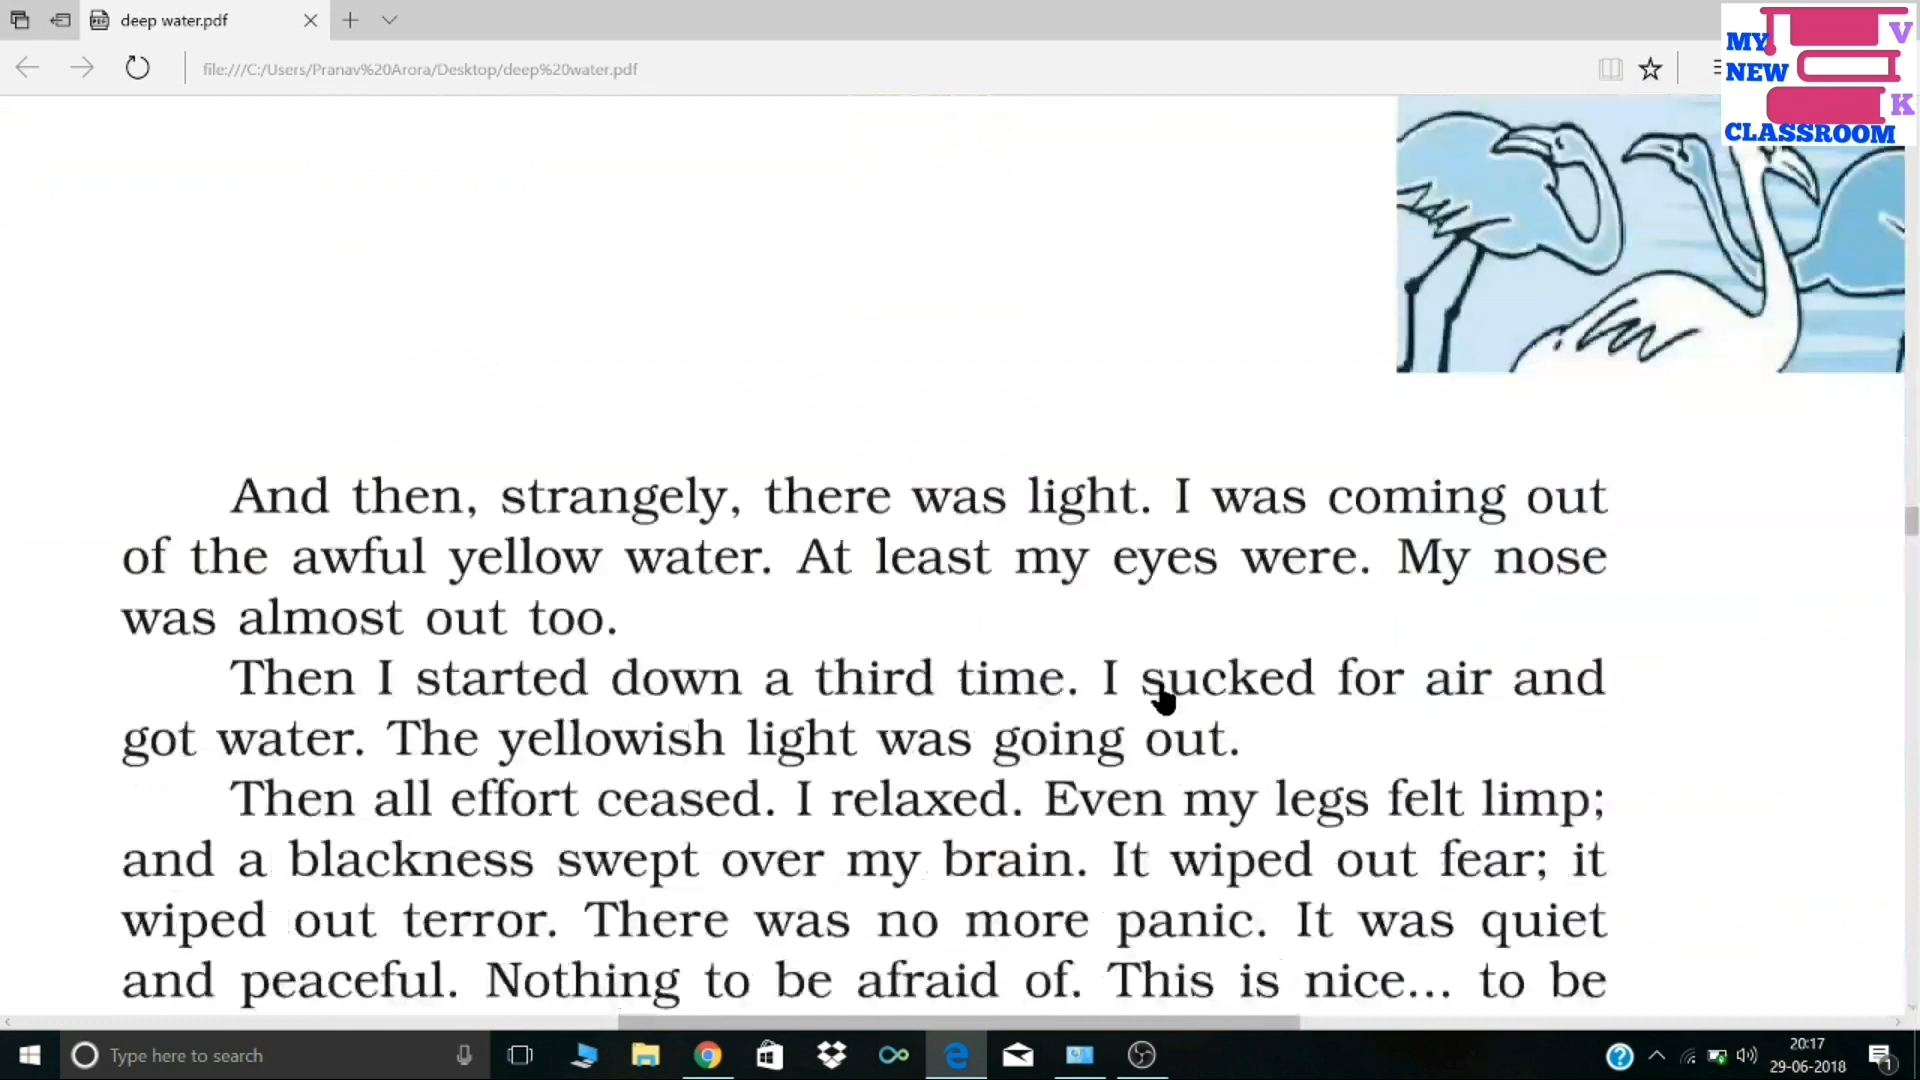 deep water.pdf
file:///C:/Users/Pranav%20Arora/Desktop/deep%20water.pdf
MY
NEW
CLASSROOM
V
K
And then, strangely, there was light. I was coming out
of the awful yellow water. At least my eyes were. My nose
was almost out too.
Then I started down a third time. I sucked for air and
got water. The yellowish light was going out.
Then all effort ceased. I relaxed. Even my legs felt limp;
and a blackness swept over my brain. It wiped out fear; it
wiped out terror. There was no more panic. It was quiet
and peaceful. Nothing to be afraid of. This is nice... to be
Type here to search
20:17
29-06-2018
1